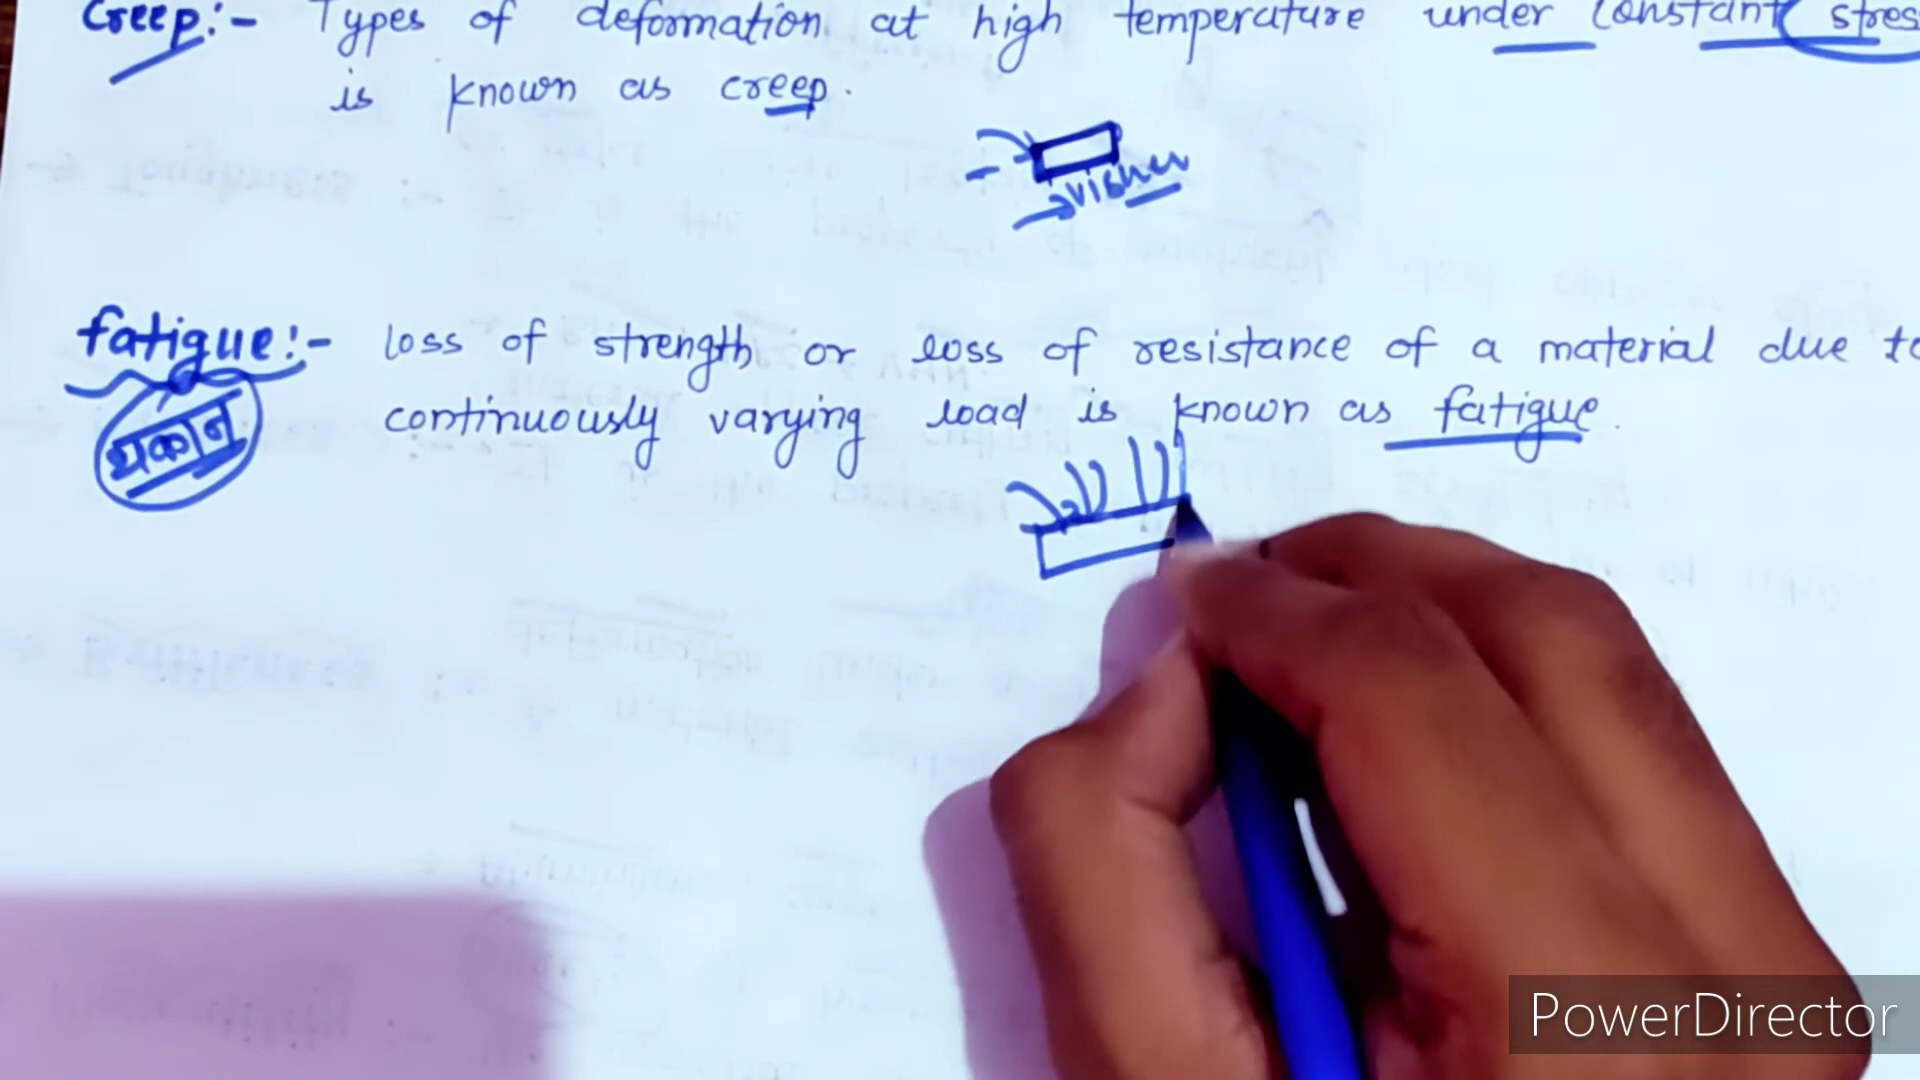 Creep:- Types of deformation at high temperature under constant stres
is known as creep.
fatigue:- loss of strength or loss of resistance of a material due to
continuously varying load is known as fatigue.
थकान
PowerDirector